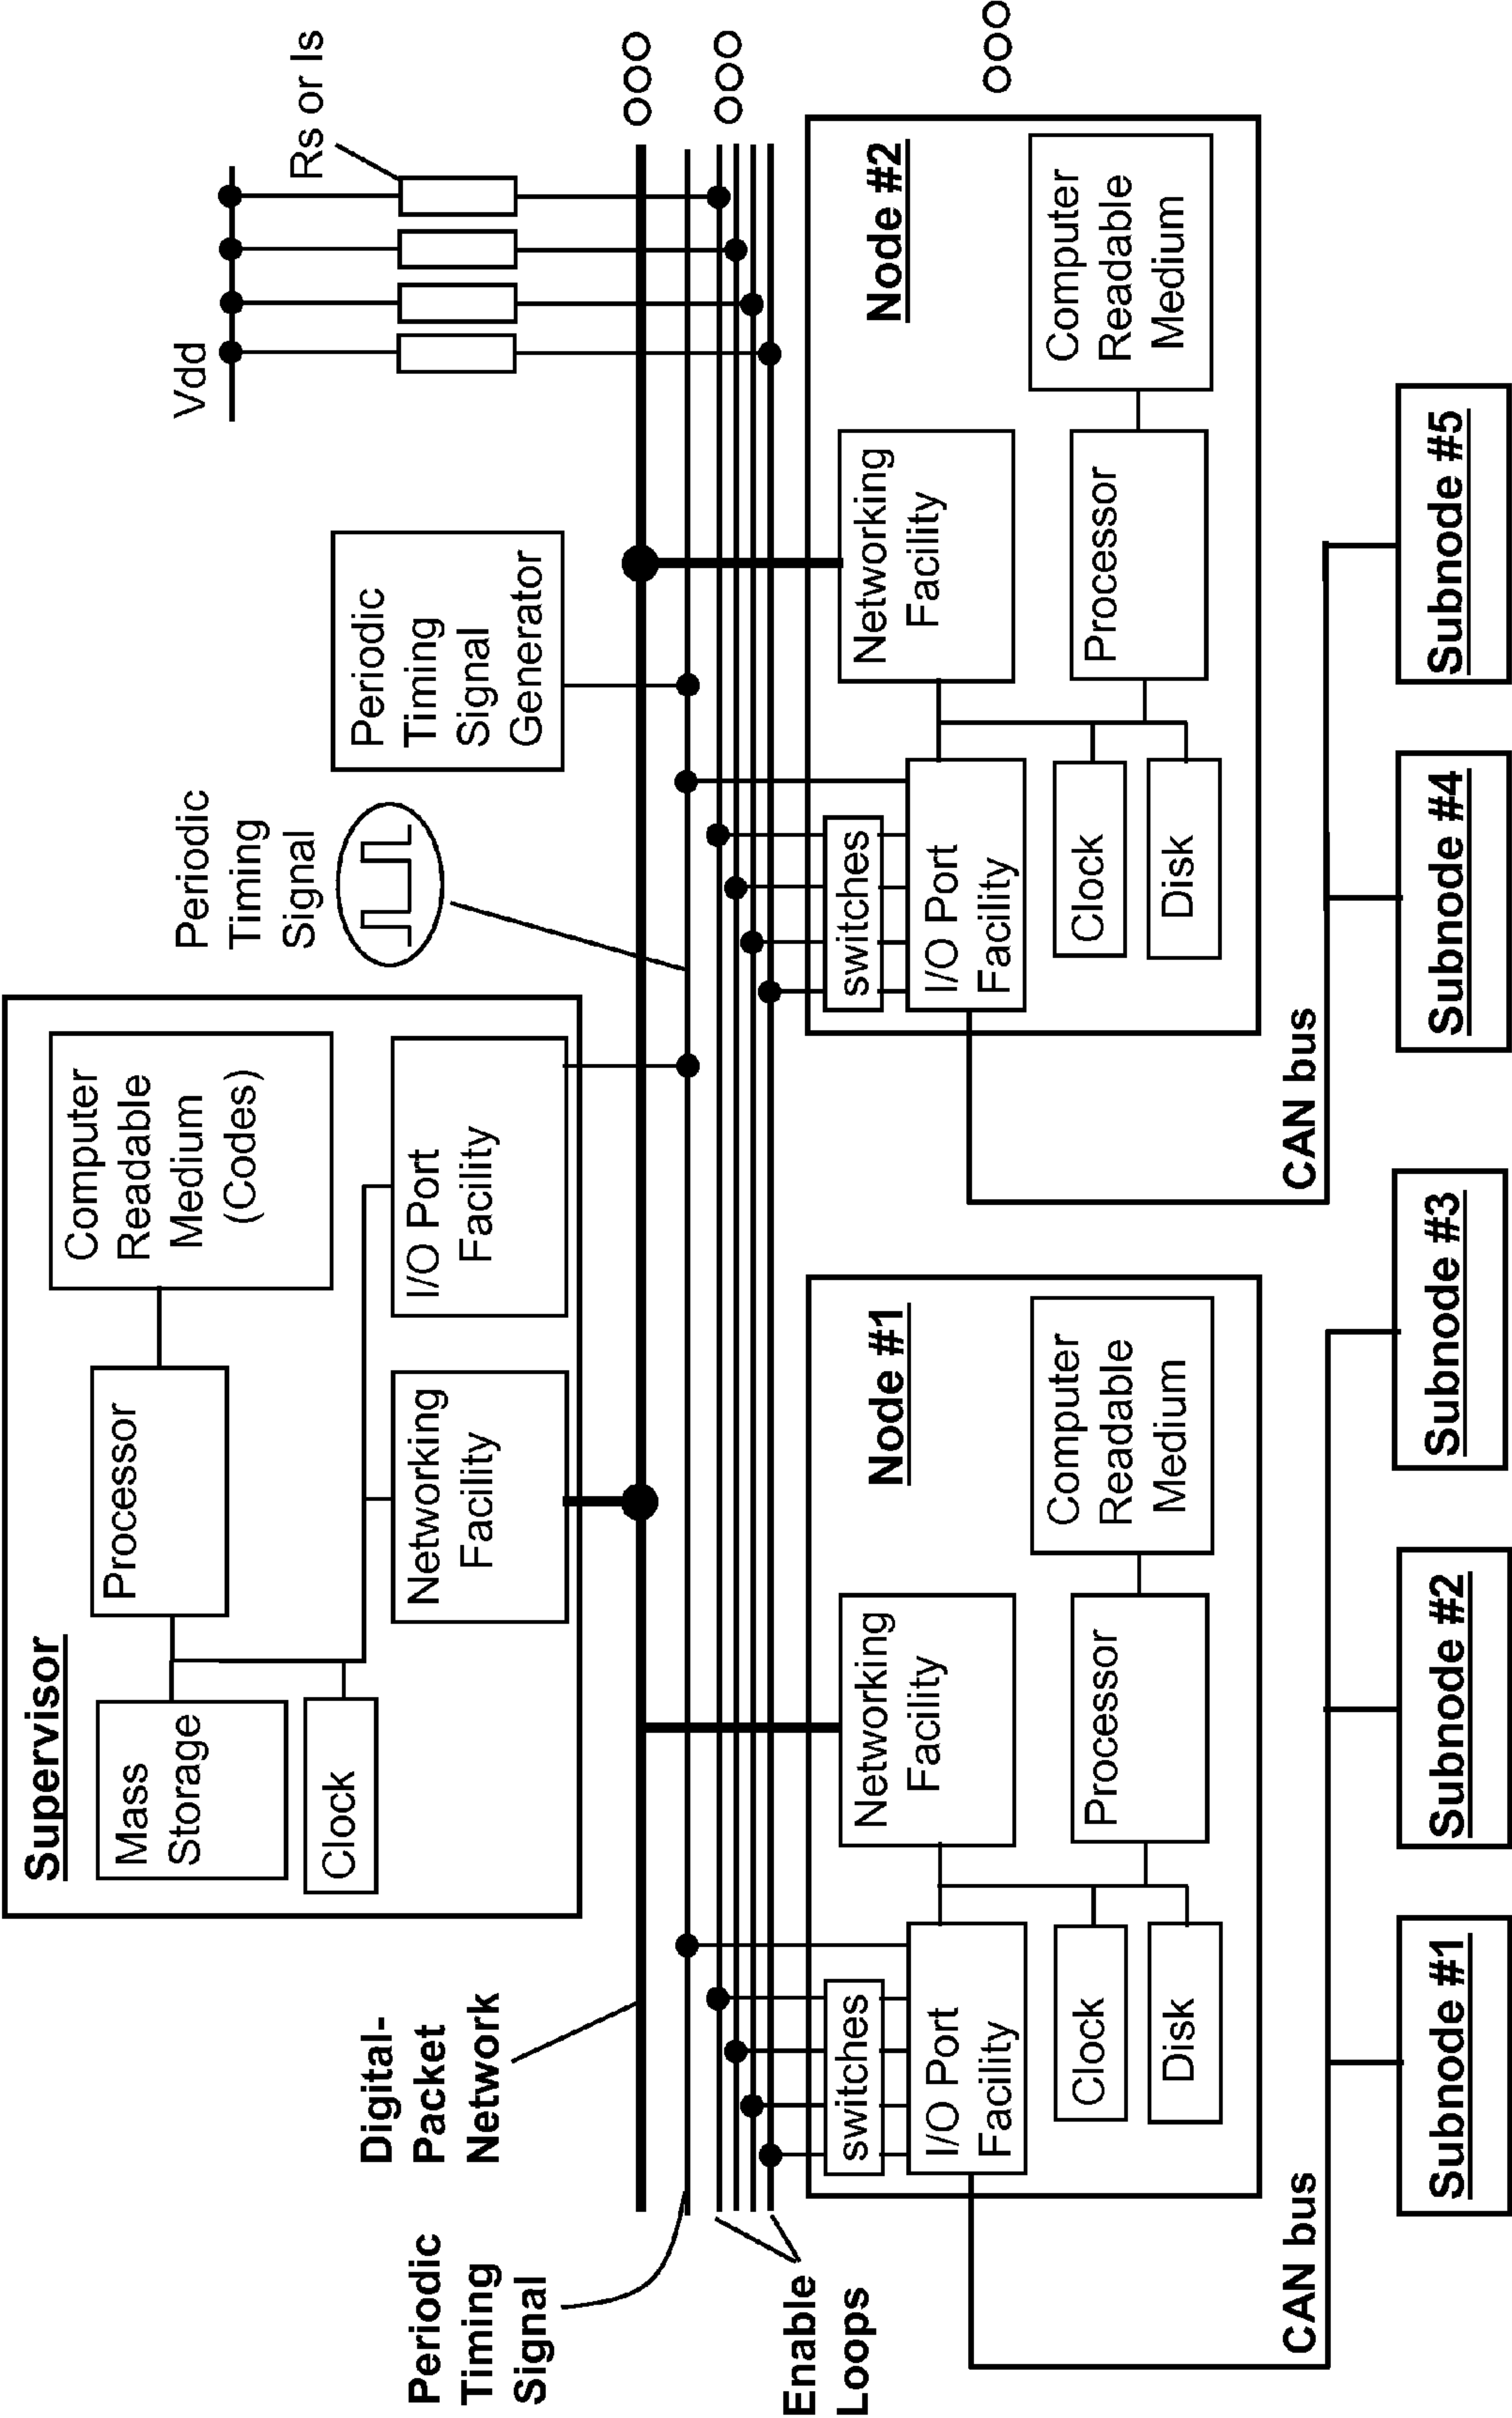 Supervisor
Mass
Storage
Clock
Processor
Computer
Readable
Medium
(Codes)
Networking
Facility
I/O Port
Facility
Periodic
Timing
Signal
Periodic
Timing
Signal
Generator
Vdd
Rs or Is
Digital-
Packet
Network
Periodic
Timing
Signal
Enable
Loops
Node #1
switches
I/O Port
Facility
Networking
Facility
Clock
Disk
Processor
Computer
Readable
Medium
Node #2
switches
I/O Port
Facility
Networking
Facility
Clock
Disk
Processor
Computer
Readable
Medium
CAN bus
CAN bus
Subnode #1
Subnode #2
Subnode #3
Subnode #4
Subnode #5